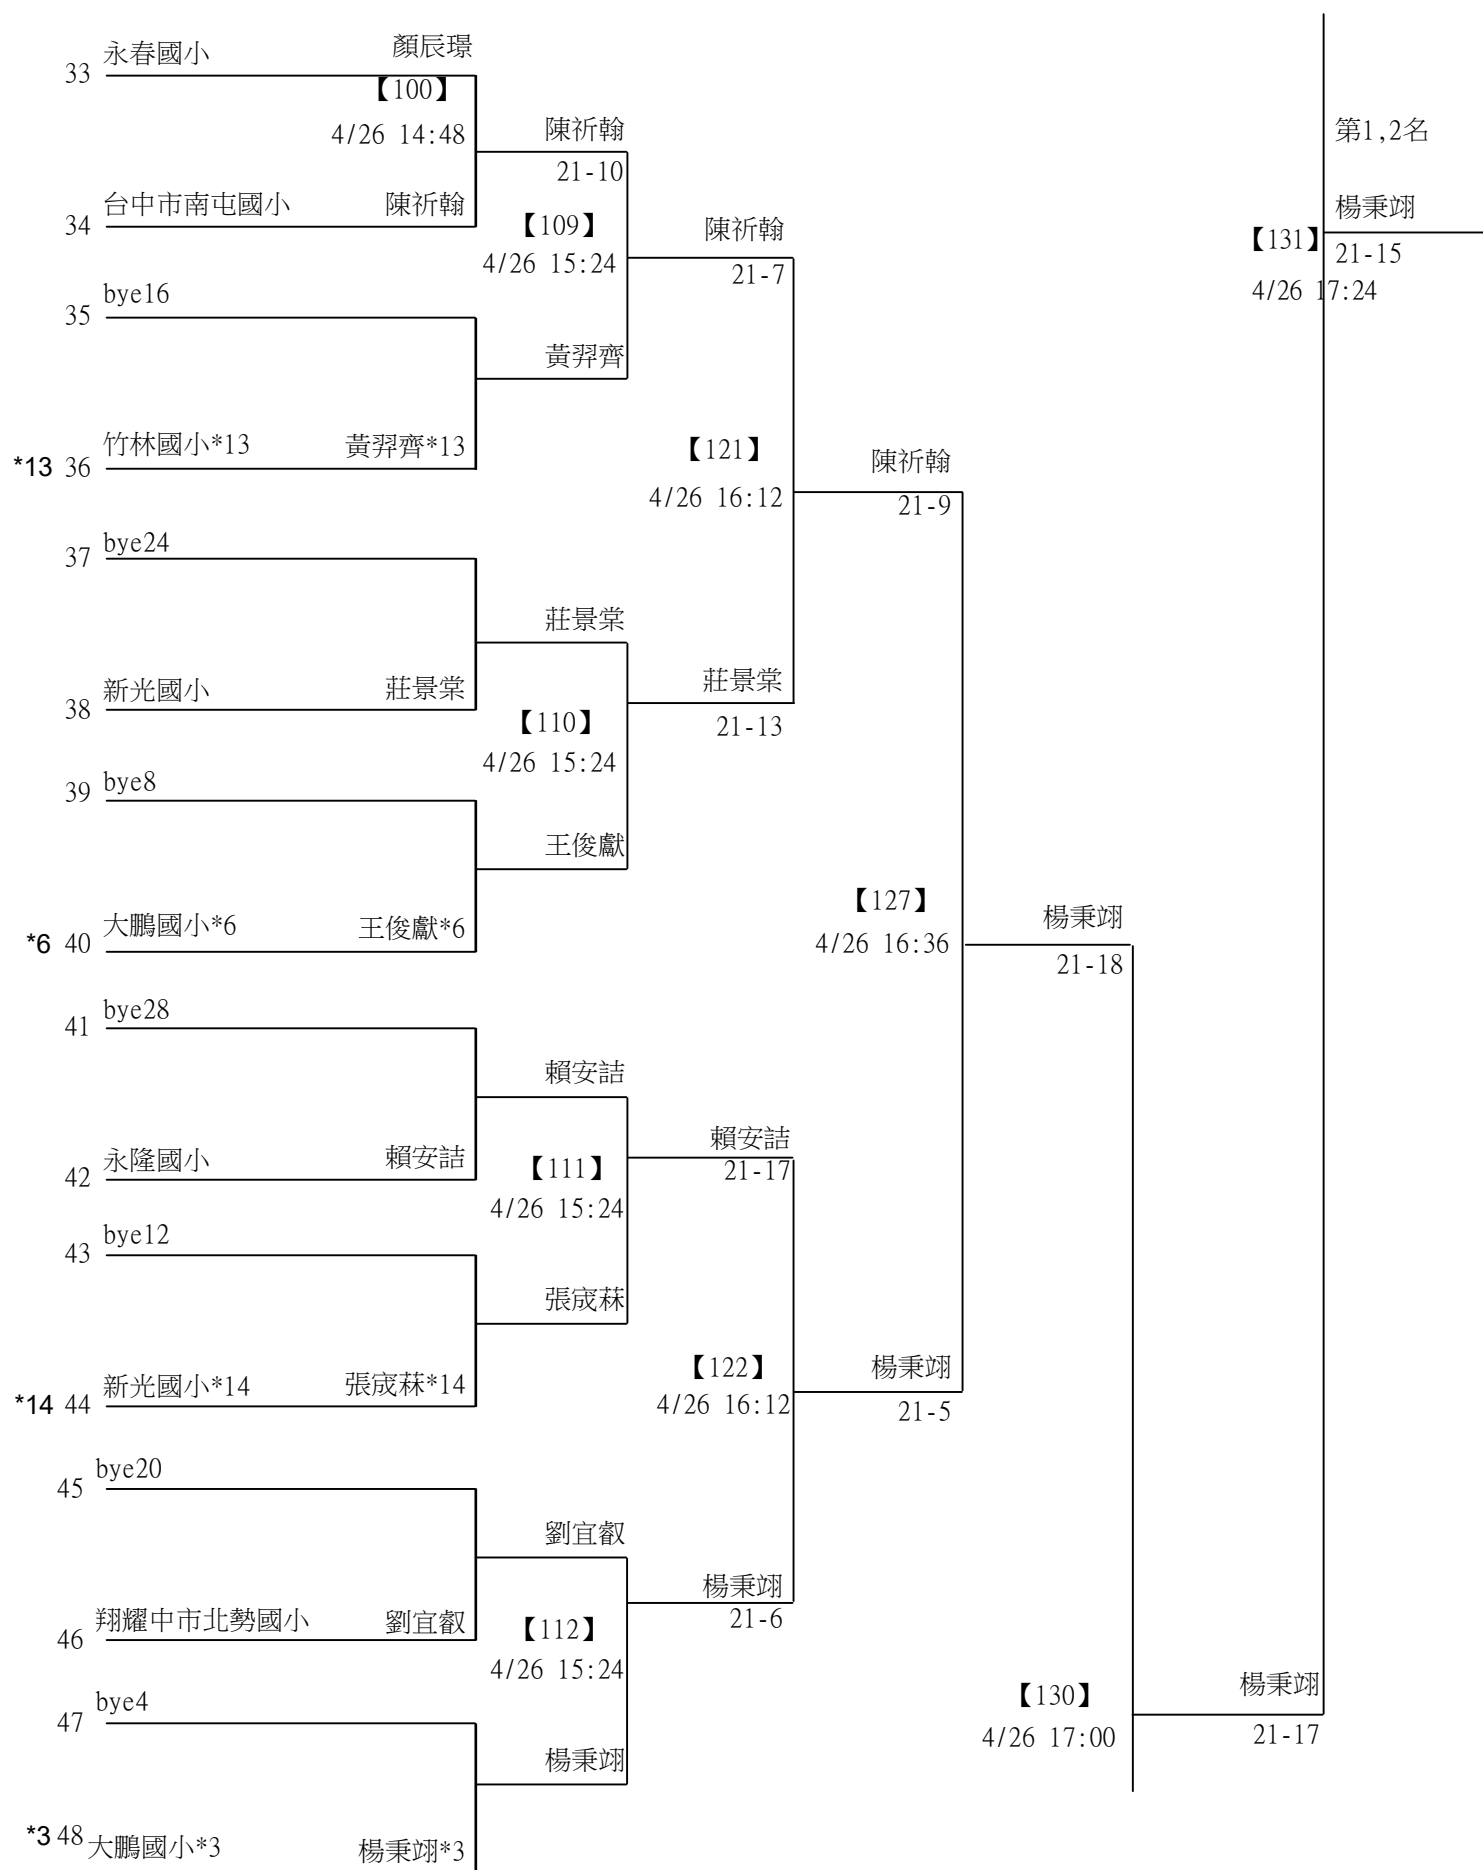 永春國小 顏辰璟
33
【100】
4/26 14:48
陳祈翰
21-10
第1,2名
台中市南屯國小 陳祈翰
34
【109】
4/26 15:24
陳祈翰
21-7
楊秉翊
【131】 21-15
4/26 17:24
bye16
35
黃羿齊
竹林國小*13 黃羿齊*13
*13 36
【121】
4/26 16:12
陳祈翰
21-9
bye24
37
莊景棠
新光國小 莊景棠
38
【110】
4/26 15:24
莊景棠
21-13
bye8
39
王俊獻
大鵬國小*6 王俊獻*6
*6 40
【127】
4/26 16:36
楊秉翊
21-18
bye28
41
賴安喆
永隆國小 賴安喆
42
【111】
4/26 15:24
賴安喆
21-17
bye12
43
張宬菻
新光國小*14 張宬菻*14
*14 44
【122】
4/26 16:12
楊秉翊
21-5
bye20
45
劉宜叡
翔耀中市北勢國小 劉宜叡
46
【112】
4/26 15:24
楊秉翊
21-6
bye4
47
楊秉翊
【130】
4/26 17:00
楊秉翊
21-17
*3 48 大鵬國小*3 楊秉翊*3